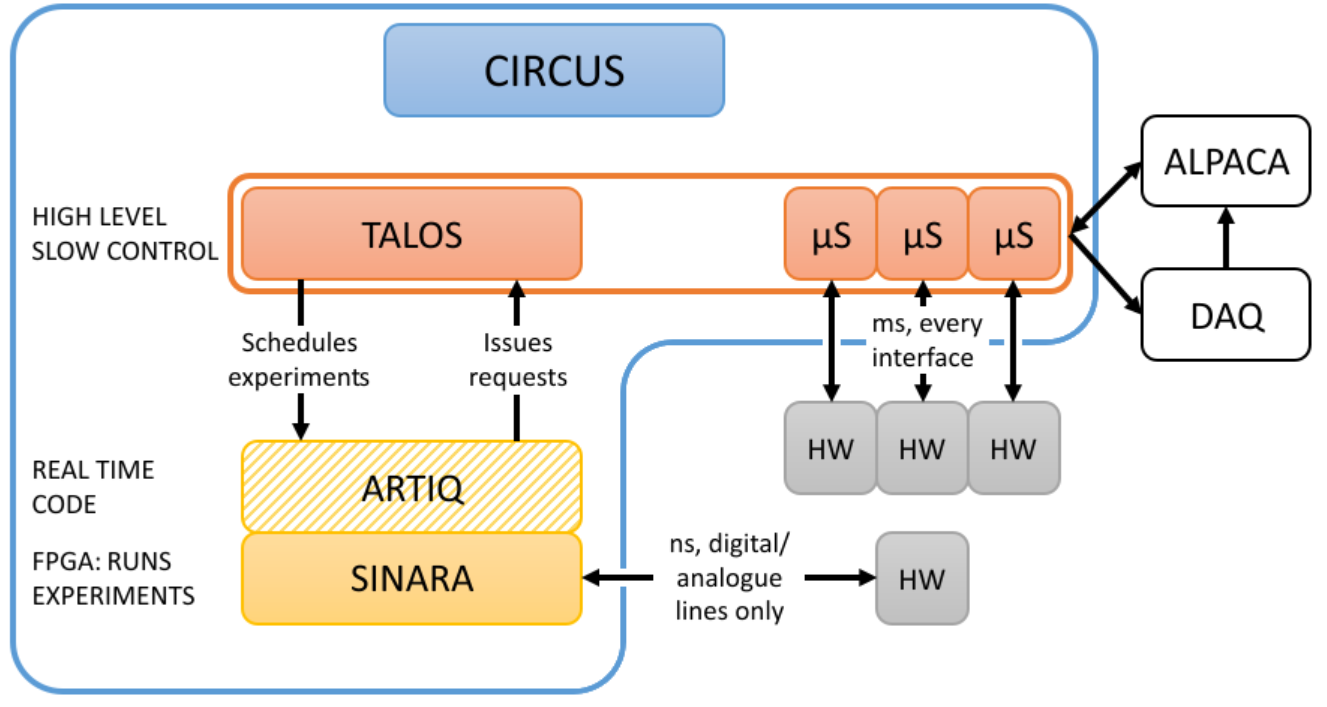 CIRCUS
ALPACA
HIGH LEVEL
SLOW CONTROL
TALOS
µS
µS
µS
DAQ
Schedules
experiments
Issues
requests
ms, every
interface
HW
HW
HW
REAL TIME
CODE
ARTIQ
FPGA: RUNS
EXPERIMENTS
SINARA
ns, digital/
analogue
lines only
HW